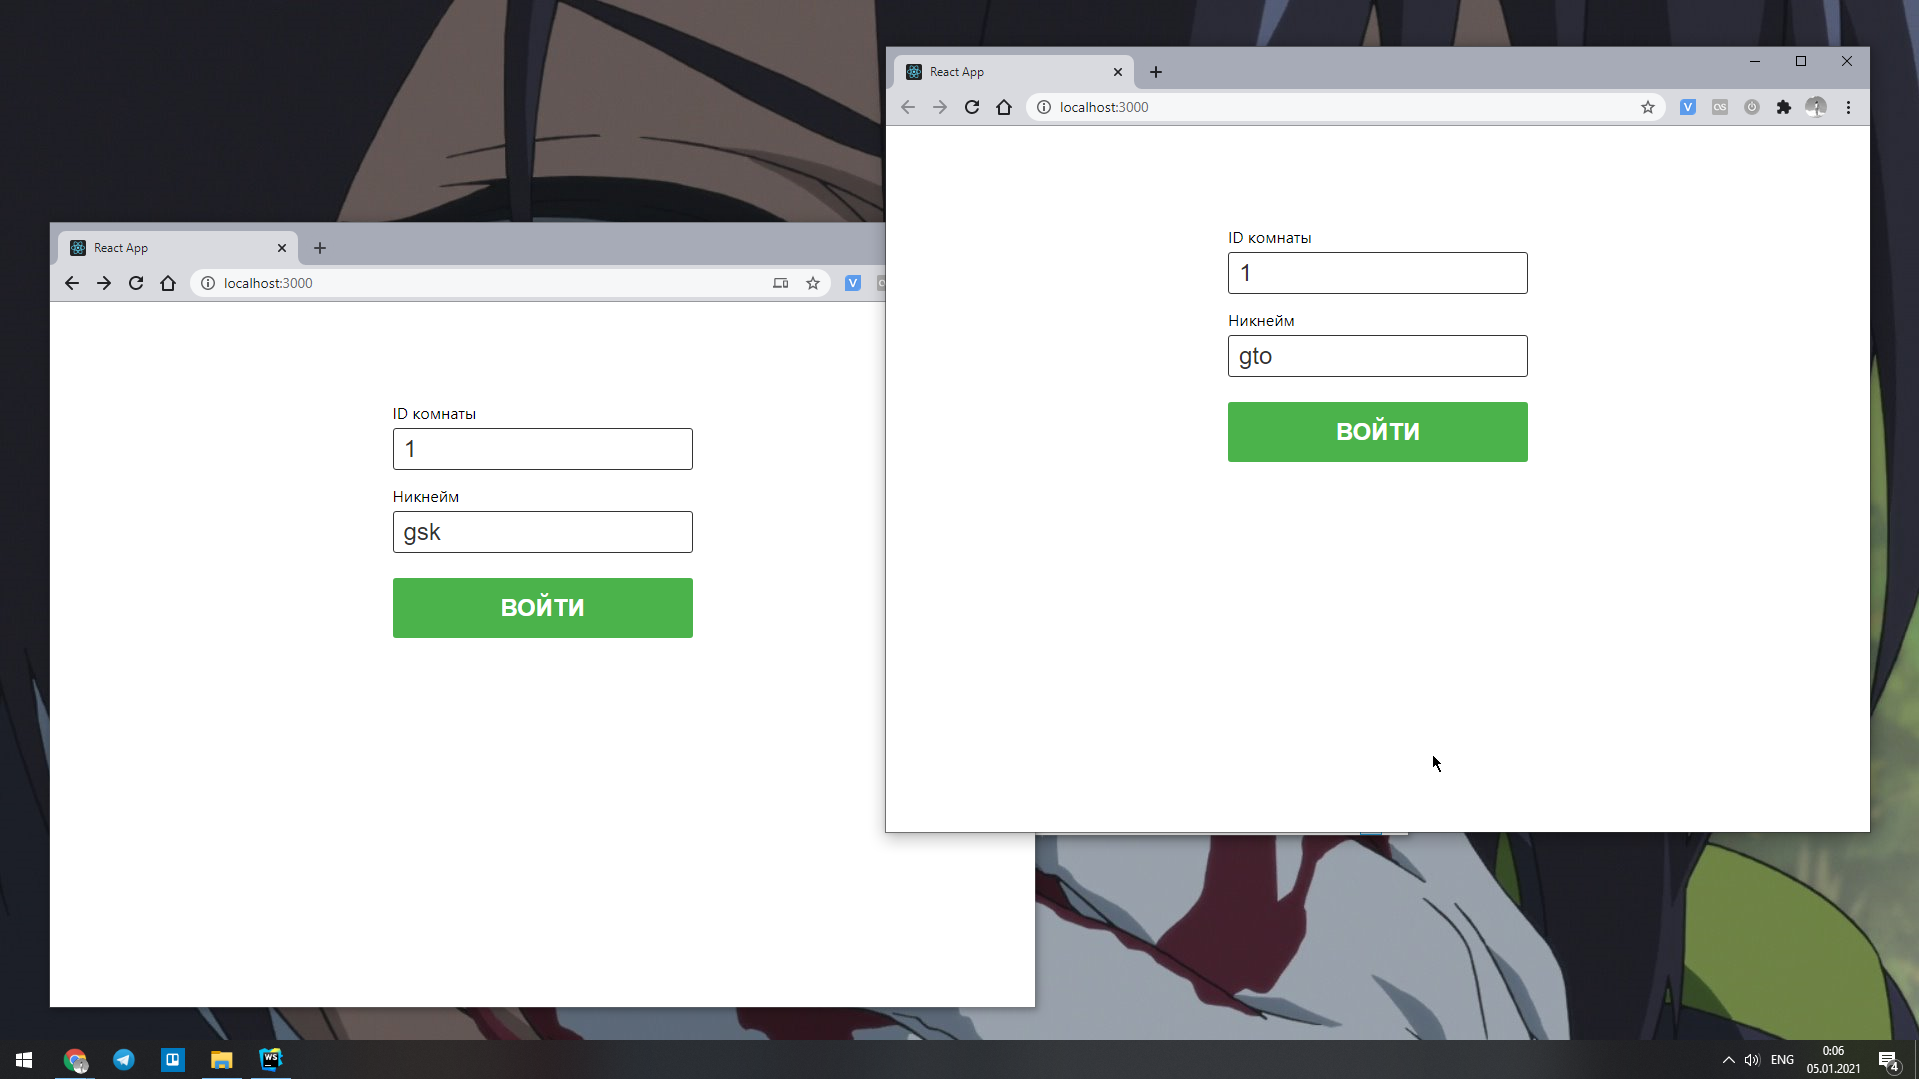 React App
localhost:3000
V
ID комнаты
1
Никнейм
gsk
ВОЙТИ
React App
localhost:3000
V
ID комнаты
1
Никнейм
gto
ВОЙТИ
WS
ENG
0:06
05.01.2021
4